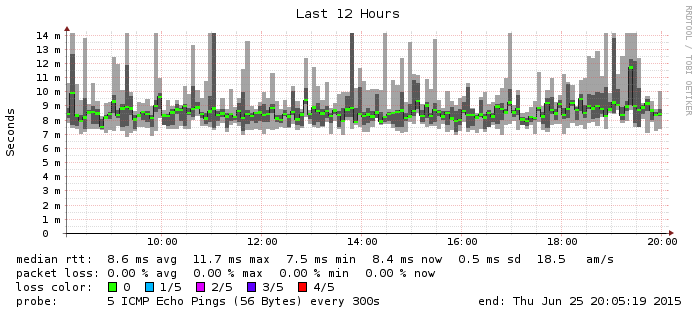 Last 12 Hours
RRDTOOL / TOBI OETIKER
Seconds
14 m
13 m
12 m
11 m
10 m
9 m
8 m
7 m
6 m
5 m
4 m
3 m
2 m
1 m
0
10:00 12:00 14:00 16:00 18:00 20:00
median rtt: 8.6 ms avg 11.7 ms max 7.5 ms min 8.4 ms now 0.5 ms sd 18.5 am/s
packet loss: 0.00 % avg 0.00 % max 0.00 % min 0.00 % now
loss color: 0 1/5 2/5 3/5 4/5
probe: 5 ICMP Echo Pings (56 Bytes) every 300s end: Thu Jun 25 20:05:19 2015